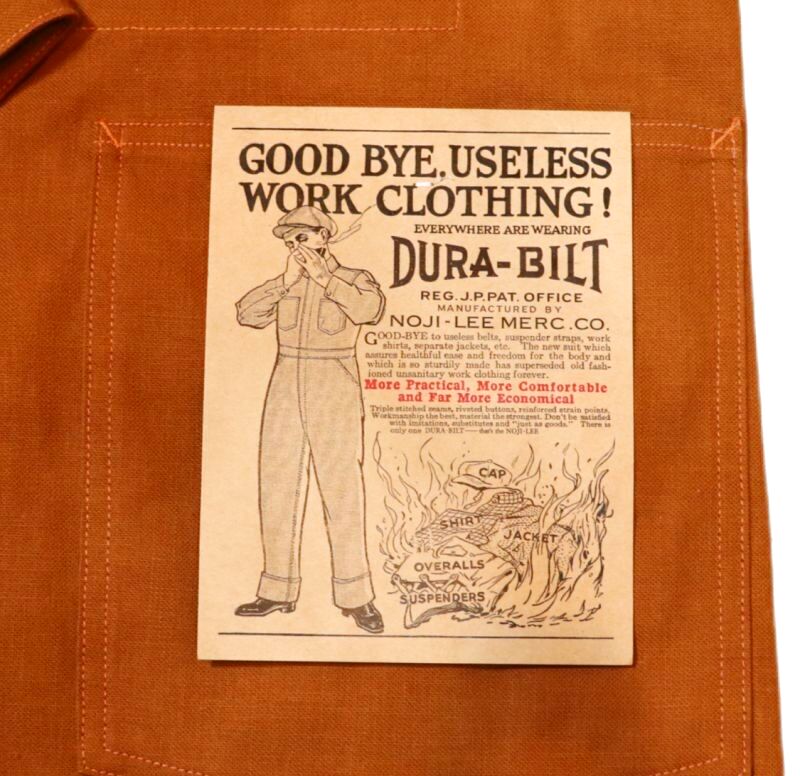 GOOD BYE, USELESS
WORK CLOTHING!
EVERYWHERE ARE WEARING
DURA-BILT
REG. J.P. PAT. OFFICE
MANUFACTURED BY
NOJI-LEE MERC. CO.
GOOD-BYE to useless belts, suspender straps, work
shirts, separate jackets, etc. The new suit which
assures healthful ease and freedom for the body and
which is so sturdily made has superseded old fash-
ioned unsanitary work clothing forever.
More Practical, More Comfortable
and Far More Economical
Triple stitched seams, riveted buttons, reinforced strain points.
Workmanship the best, material the strongest. Don't be satisfied
with imitations, substitutes and "just as goods." There is
only one DURA-BILT — that's the NOJI-LEE
CAP
SHIRT
JACKET
OVERALLS
SUSPENDERS